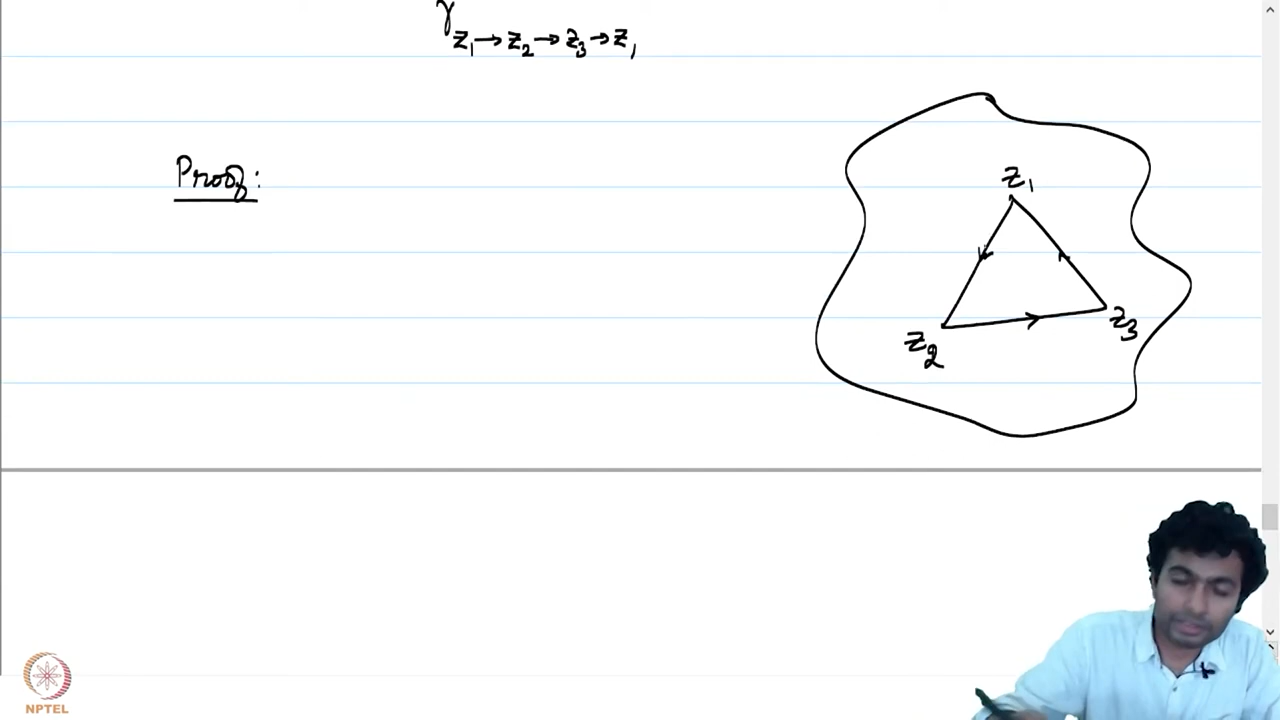 γ
z₁→z₂→z₃→z₁
Proof:
z₁
z₂
z₃
NPTEL